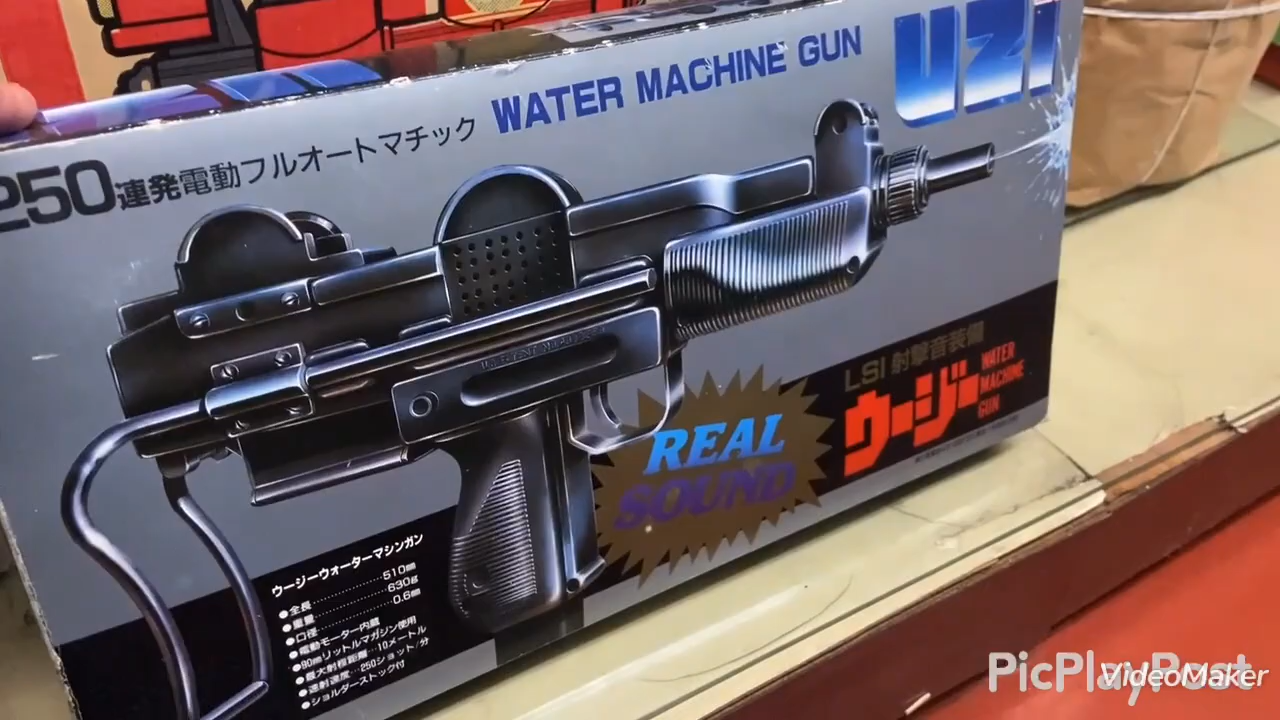 UZI
WATER MACHINE GUN
250連発電動フルオートマチック
LSI 射撃音装備
ウージー
WATER
MACHINE
GUN
REAL
SOUND
ウージーウォーターマシンガン
●全長………510mm
●重量………630g
●口径………0.6mm
●電動モーター内蔵
●90mmリットルマガジン使用
●最大射程距離…10メートル
●速射速度…250ショット/分
●ショルダーストック付
PicPlayPost
VideoMaker